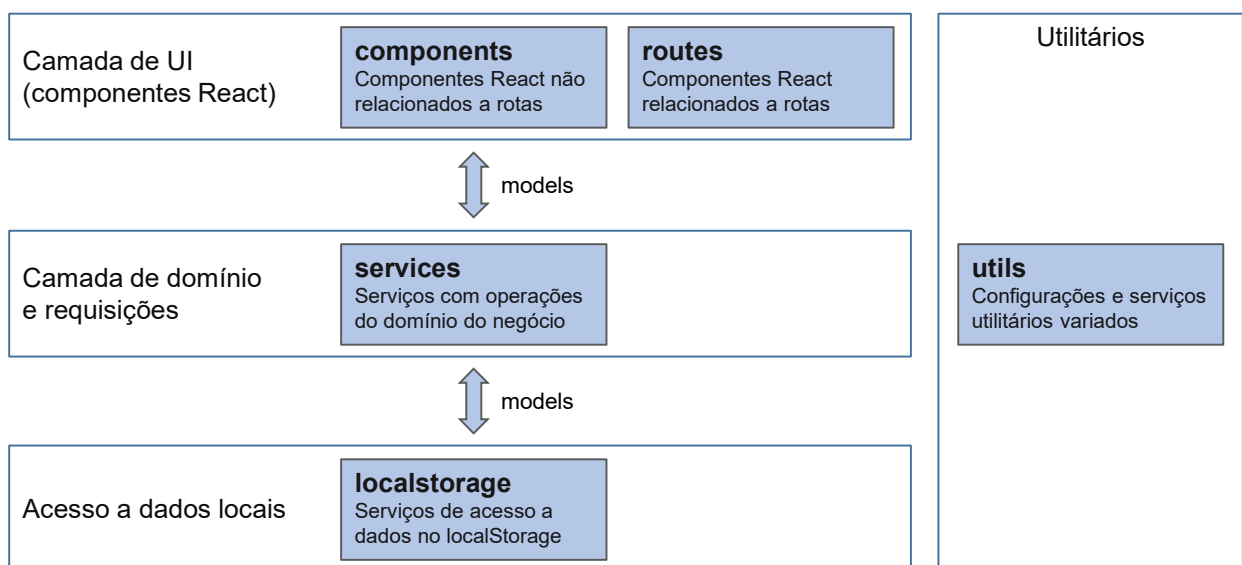 Camada de UI
(componentes React)
components
Componentes React não
relacionados a rotas
routes
Componentes React
relacionados a rotas
models
Camada de domínio
e requisições
services
Serviços com operações
do domínio do negócio
models
Acesso a dados locais
localstorage
Serviços de acesso a
dados no localStorage
Utilitários
utils
Configurações e serviços
utilitários variados